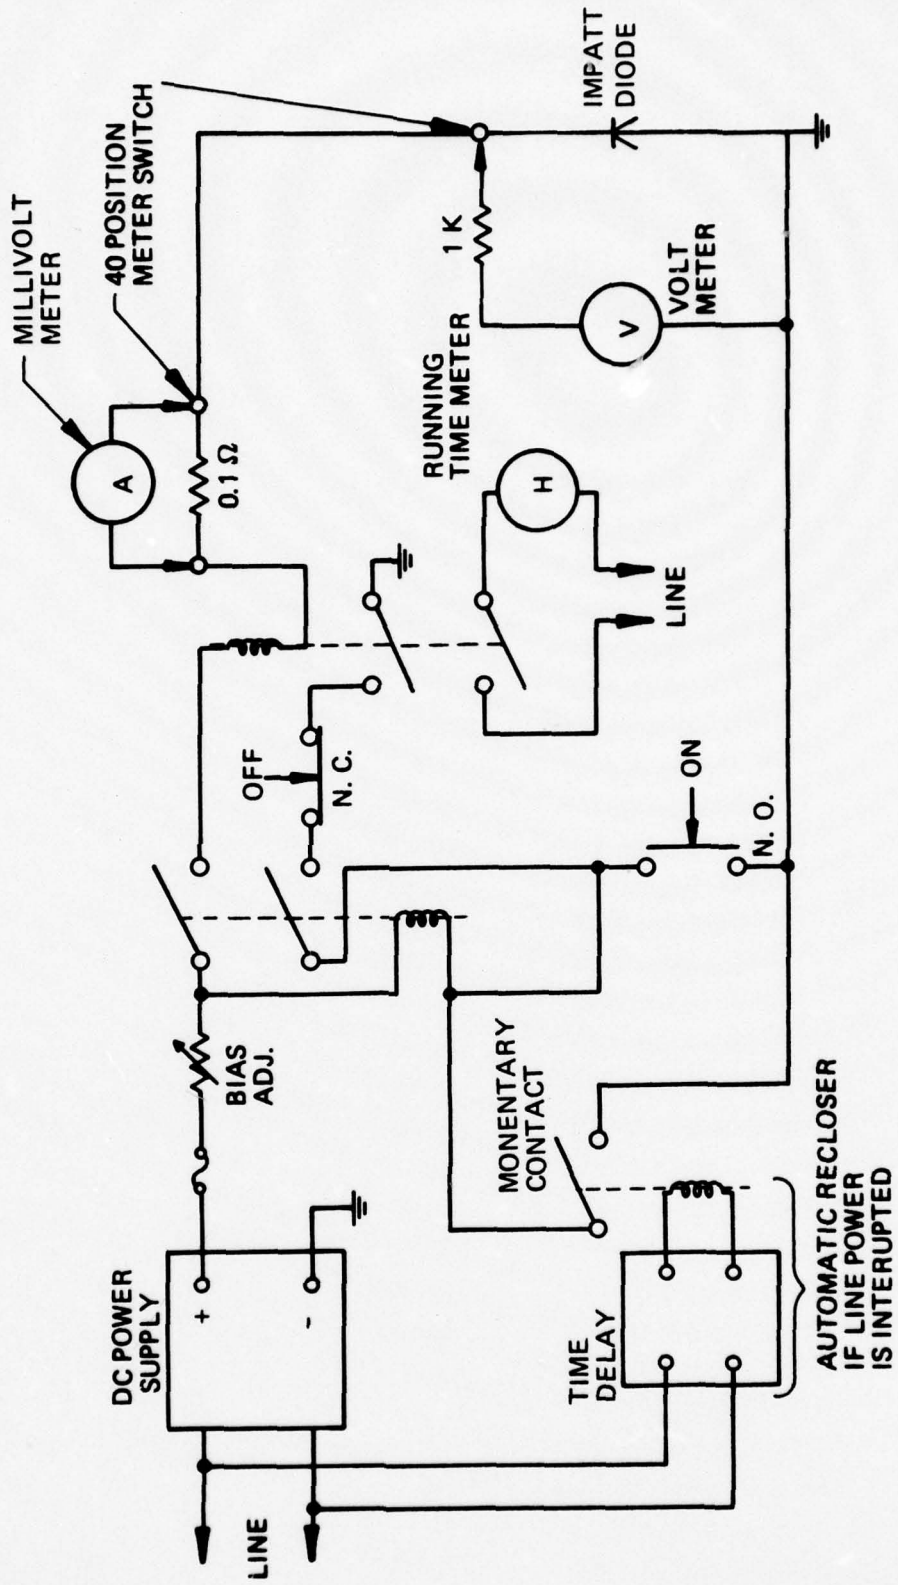 MILLIVOLT
METER
40 POSITION
METER SWITCH
A
0.1 Ω
DC POWER
SUPPLY
+
-
BIAS
ADJ.
OFF
N. C.
RUNNING
TIME METER
H
LINE
1 K
V
VOLT
METER
IMPATT
DIODE
LINE
MONENTARY
CONTACT
ON
N. O.
TIME
DELAY
AUTOMATIC RECLOSER
IF LINE POWER
IS INTERRUPTED